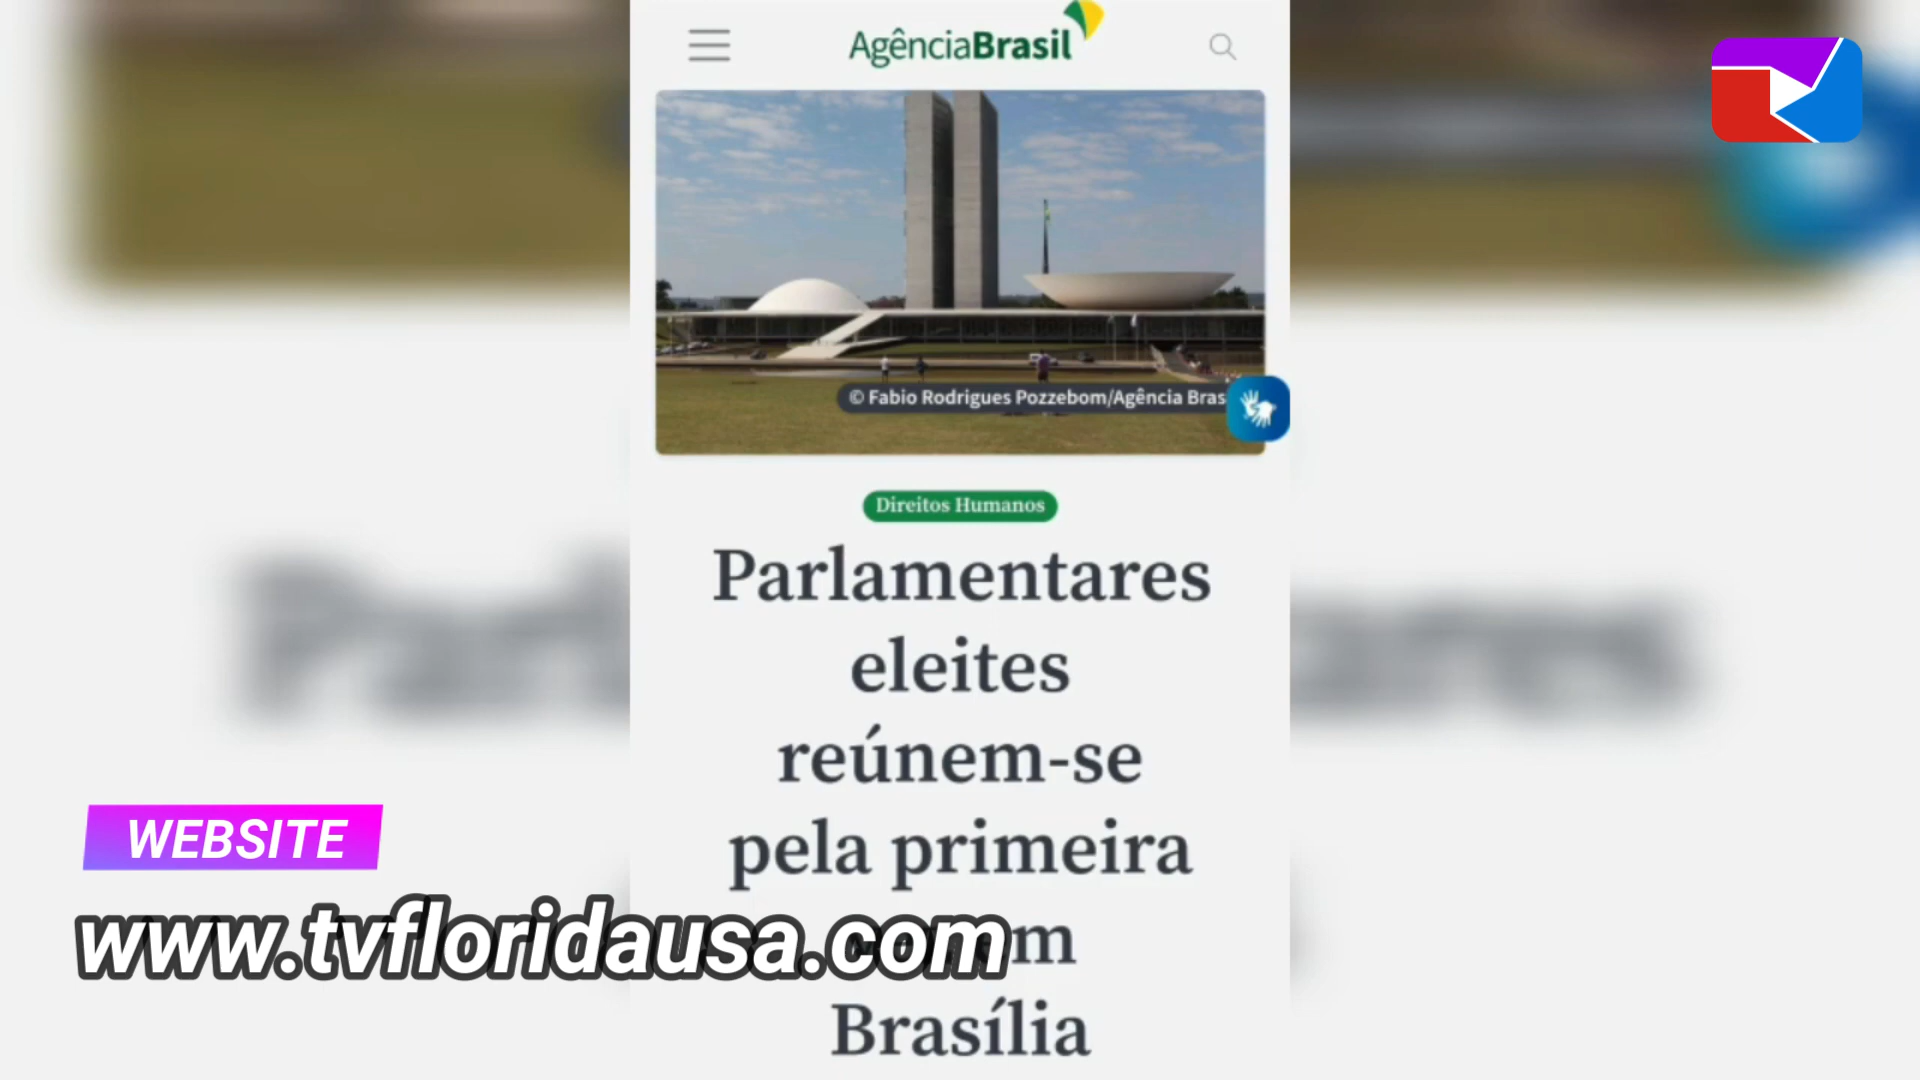 AgênciaBrasil
© Fabio Rodrigues Pozzebom/Agência Bras
Direitos Humanos
Parlamentares
eleites
reúnem-se
pela primeira
em
Brasília
WEBSITE
www.tvfloridausa.com